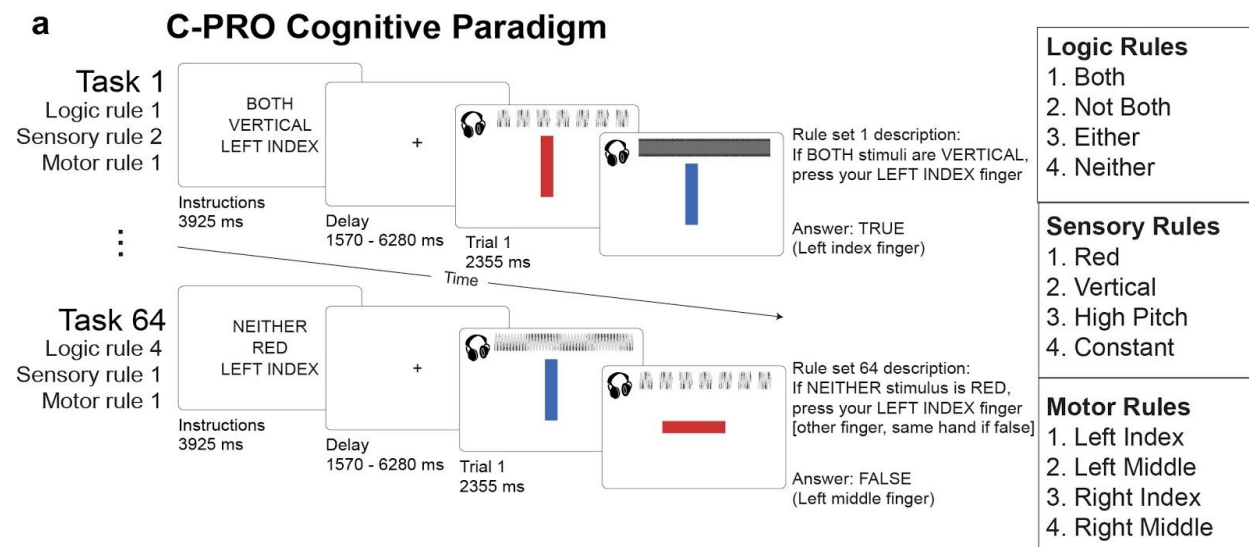 a
C-PRO Cognitive Paradigm
Task 1
Logic rule 1
Sensory rule 2
Motor rule 1
BOTH
VERTICAL
LEFT INDEX
Instructions
3925 ms
+
Delay
1570 - 6280 ms
Trial 1
2355 ms
Rule set 1 description:
If BOTH stimuli are VERTICAL,
press your LEFT INDEX finger
Answer: TRUE
(Left index finger)
Time
Task 64
Logic rule 4
Sensory rule 1
Motor rule 1
NEITHER
RED
LEFT INDEX
Instructions
3925 ms
+
Delay
1570 - 6280 ms
Trial 1
2355 ms
Rule set 64 description:
If NEITHER stimulus is RED,
press your LEFT INDEX finger
[other finger, same hand if false]
Answer: FALSE
(Left middle finger)
Logic Rules
1. Both
2. Not Both
3. Either
4. Neither
Sensory Rules
1. Red
2. Vertical
3. High Pitch
4. Constant
Motor Rules
1. Left Index
2. Left Middle
3. Right Index
4. Right Middle